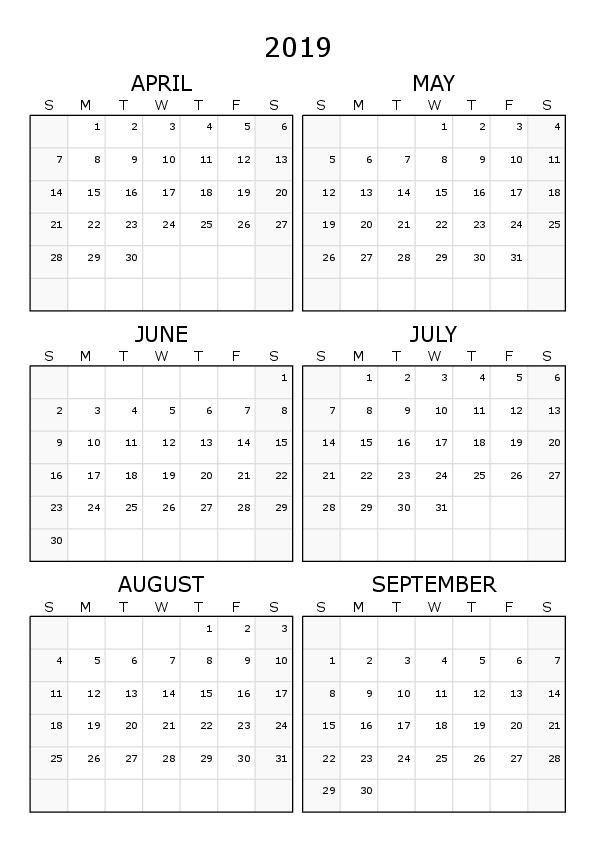 2019
APRIL MAY
S M T W T F S S M T W T F S
1 2 3 4 5 6 1 2 3 4
7 8 9 10 11 12 13 5 6 7 8 9 10 11
14 15 16 17 18 19 20 12 13 14 15 16 17 18
21 22 23 24 25 26 27 19 20 21 22 23 24 25
28 29 30 26 27 28 29 30 31
JUNE JULY
S M T W T F S S M T W T F S
1 1 2 3 4 5 6
2 3 4 5 6 7 8 7 8 9 10 11 12 13
9 10 11 12 13 14 15 14 15 16 17 18 19 20
16 17 18 19 20 21 22 21 22 23 24 25 26 27
23 24 25 26 27 28 29 28 29 30 31
30
AUGUST SEPTEMBER
S M T W T F S S M T W T F S
1 2 3
4 5 6 7 8 9 10 1 2 3 4 5 6 7
11 12 13 14 15 16 17 8 9 10 11 12 13 14
18 19 20 21 22 23 24 15 16 17 18 19 20 21
25 26 27 28 29 30 31 22 23 24 25 26 27 28
29 30